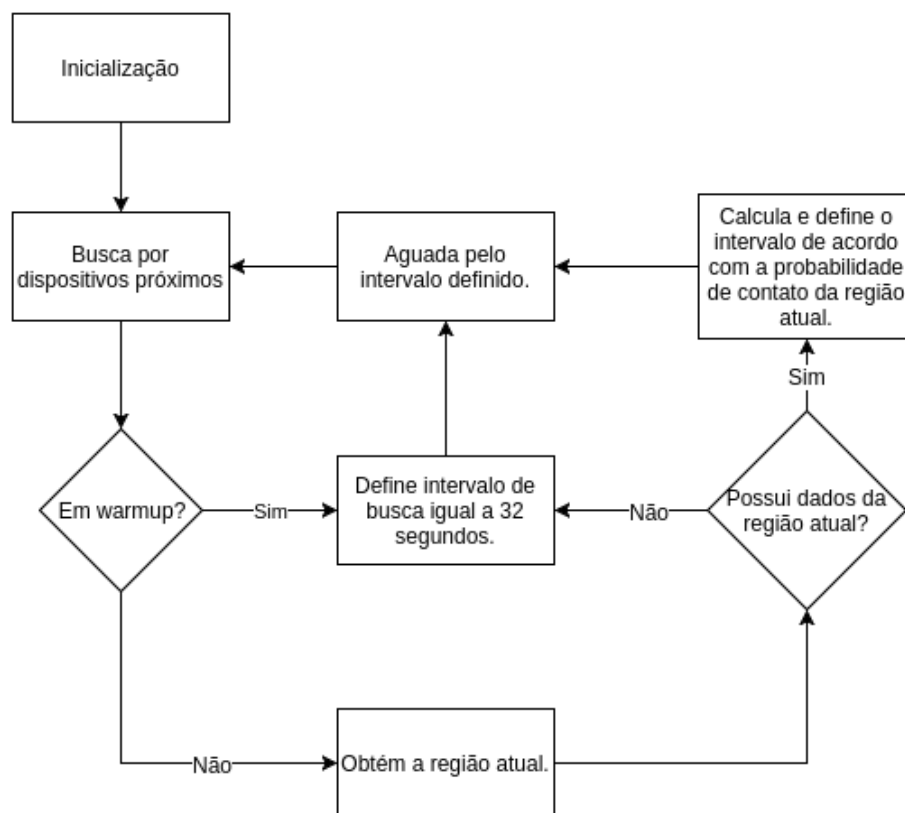 Inicialização
Busca por
dispositivos próximos
Aguada pelo
intervalo definido.
Calcula e define o
intervalo de acordo
com a probabilidade
de contato da região
atual.
Sim
Em warmup?
Sim
Define intervalo de
busca igual a 32
segundos.
Não
Possui dados da
região atual?
Não
Obtém a região atual.